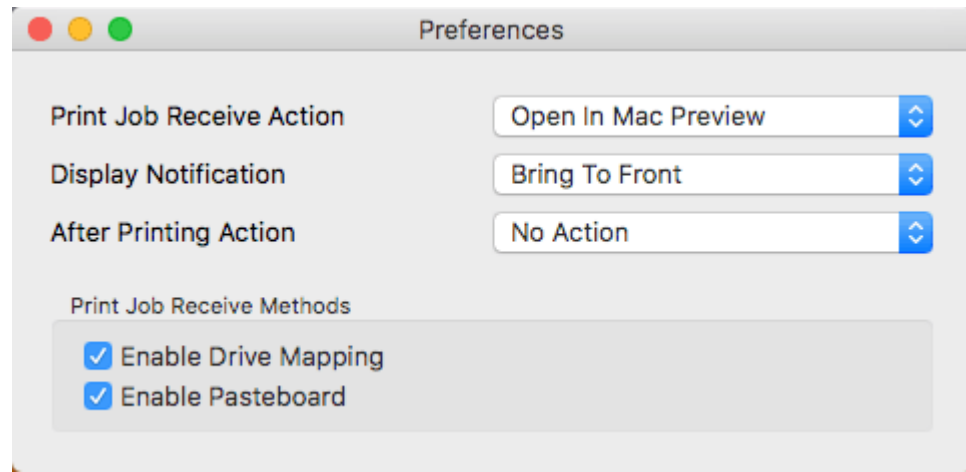 Preferences
Print Job Receive Action Open In Mac Preview
Display Notification Bring To Front
After Printing Action No Action
Print Job Receive Methods
Enable Drive Mapping
Enable Pasteboard